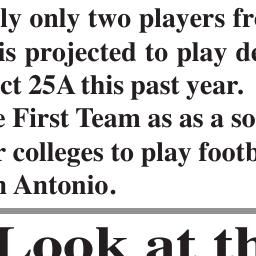 ly only two players fr
is projected to play de
ct 25A this past year.
e First Team as as a so
r colleges to play footb
n Antonio.
Look at th